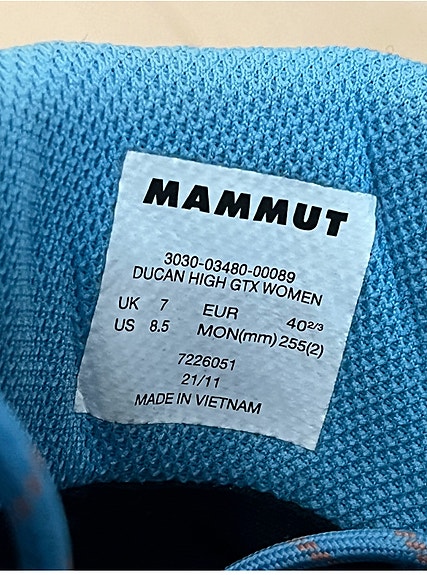 MAMMUT
3030-03480-00089
DUCAN HIGH GTX WOMEN
UK 7 EUR 40 2/3
US 8.5 MON(mm) 255(2)
7226051
21/11
MADE IN VIETNAM